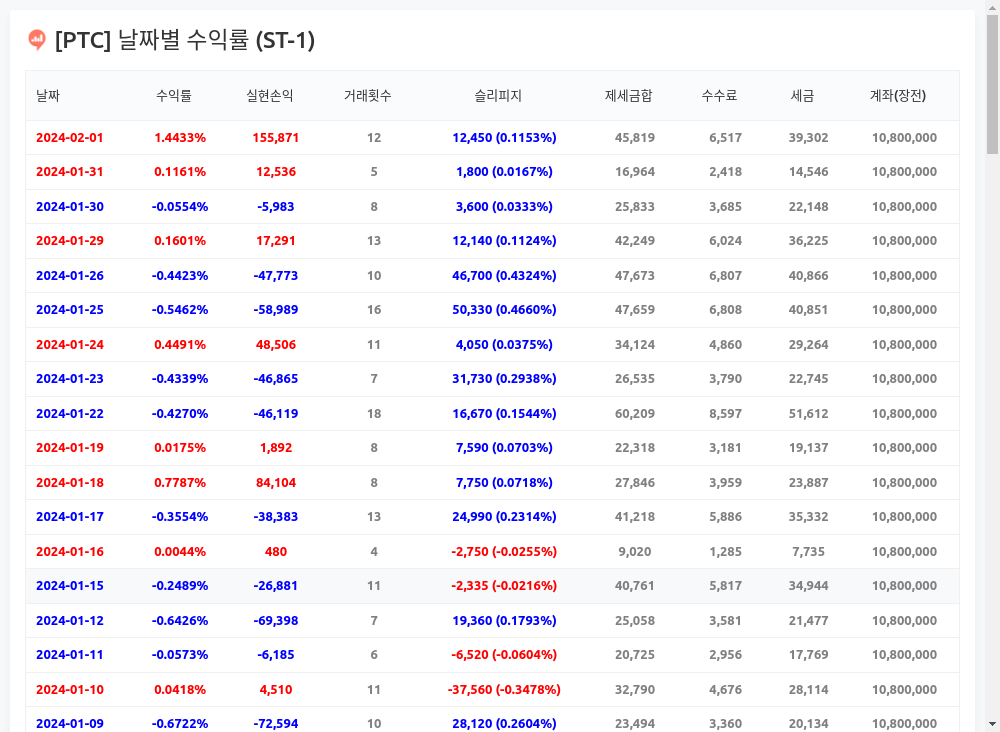 [PTC] 날짜별 수익률 (ST-1)
날짜 수익률 실현손익 거래횟수 슬리피지 제세금합 수수료 세금 계좌(장전)
2024-02-01 1.4433% 155,871 12 12,450 (0.1153%) 45,819 6,517 39,302 10,800,000
2024-01-31 0.1161% 12,536 5 1,800 (0.0167%) 16,964 2,418 14,546 10,800,000
2024-01-30 -0.0554% -5,983 8 3,600 (0.0333%) 25,833 3,685 22,148 10,800,000
2024-01-29 0.1601% 17,291 13 12,140 (0.1124%) 42,249 6,024 36,225 10,800,000
2024-01-26 -0.4423% -47,773 10 46,700 (0.4324%) 47,673 6,807 40,866 10,800,000
2024-01-25 -0.5462% -58,989 16 50,330 (0.4660%) 47,659 6,808 40,851 10,800,000
2024-01-24 0.4491% 48,506 11 4,050 (0.0375%) 34,124 4,860 29,264 10,800,000
2024-01-23 -0.4339% -46,865 7 31,730 (0.2938%) 26,535 3,790 22,745 10,800,000
2024-01-22 -0.4270% -46,119 18 16,670 (0.1544%) 60,209 8,597 51,612 10,800,000
2024-01-19 0.0175% 1,892 8 7,590 (0.0703%) 22,318 3,181 19,137 10,800,000
2024-01-18 0.7787% 84,104 8 7,750 (0.0718%) 27,846 3,959 23,887 10,800,000
2024-01-17 -0.3554% -38,383 13 24,990 (0.2314%) 41,218 5,886 35,332 10,800,000
2024-01-16 0.0044% 480 4 -2,750 (-0.0255%) 9,020 1,285 7,735 10,800,000
2024-01-15 -0.2489% -26,881 11 -2,335 (-0.0216%) 40,761 5,817 34,944 10,800,000
2024-01-12 -0.6426% -69,398 7 19,360 (0.1793%) 25,058 3,581 21,477 10,800,000
2024-01-11 -0.0573% -6,185 6 -6,520 (-0.0604%) 20,725 2,956 17,769 10,800,000
2024-01-10 0.0418% 4,510 11 -37,560 (-0.3478%) 32,790 4,676 28,114 10,800,000
2024-01-09 -0.6722% -72,594 10 28,120 (0.2604%) 23,494 3,360 20,134 10,800,000